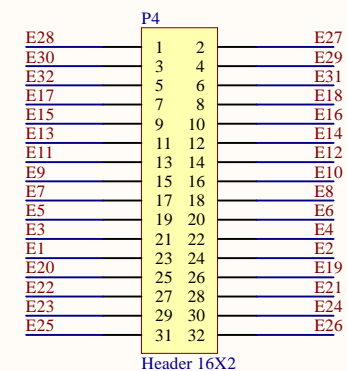 P4
E28 1 2 E27
E30 3 4 E29
E32 5 6 E31
E17 7 8 E18
E15 9 10 E16
E13 11 12 E14
E11 13 14 E12
E9 15 16 E10
E7 17 18 E8
E5 19 20 E6
E3 21 22 E4
E1 23 24 E2
E20 25 26 E19
E22 27 28 E21
E23 29 30 E24
E25 31 32 E26
Header 16X2